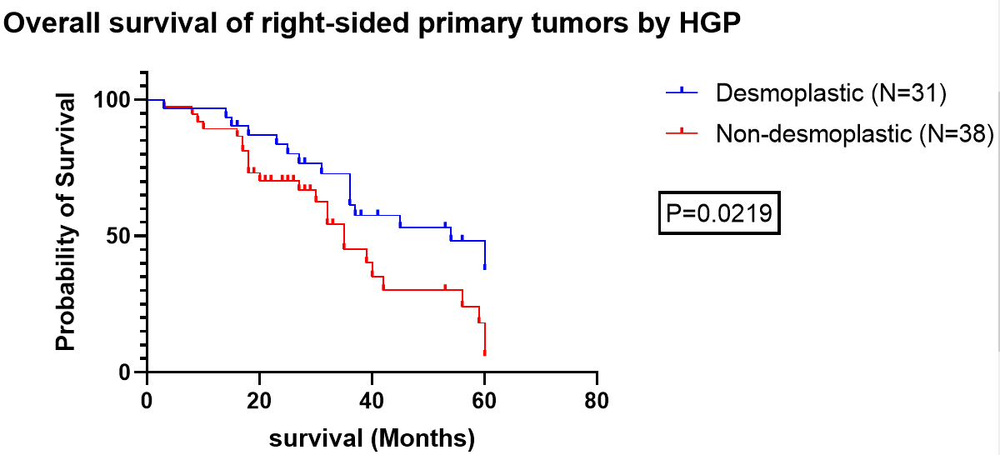 Overall survival of right-sided primary tumors by HGP
Probability of Survival
100
50
0
0 20 40 60 80
survival (Months)
Desmoplastic (N=31)
Non-desmoplastic (N=38)
P=0.0219